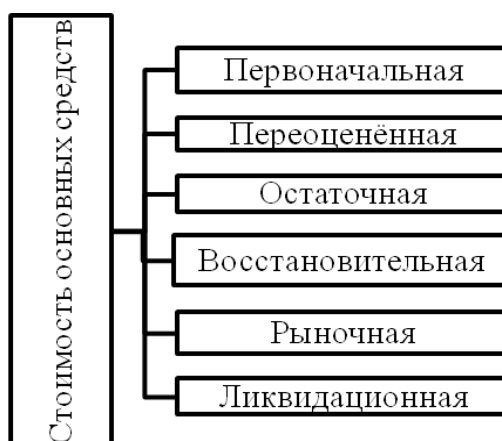 Стоимость основных средств
Первоначальная
Переоценённая
Остаточная
Восстановительная
Рыночная
Ликвидационная